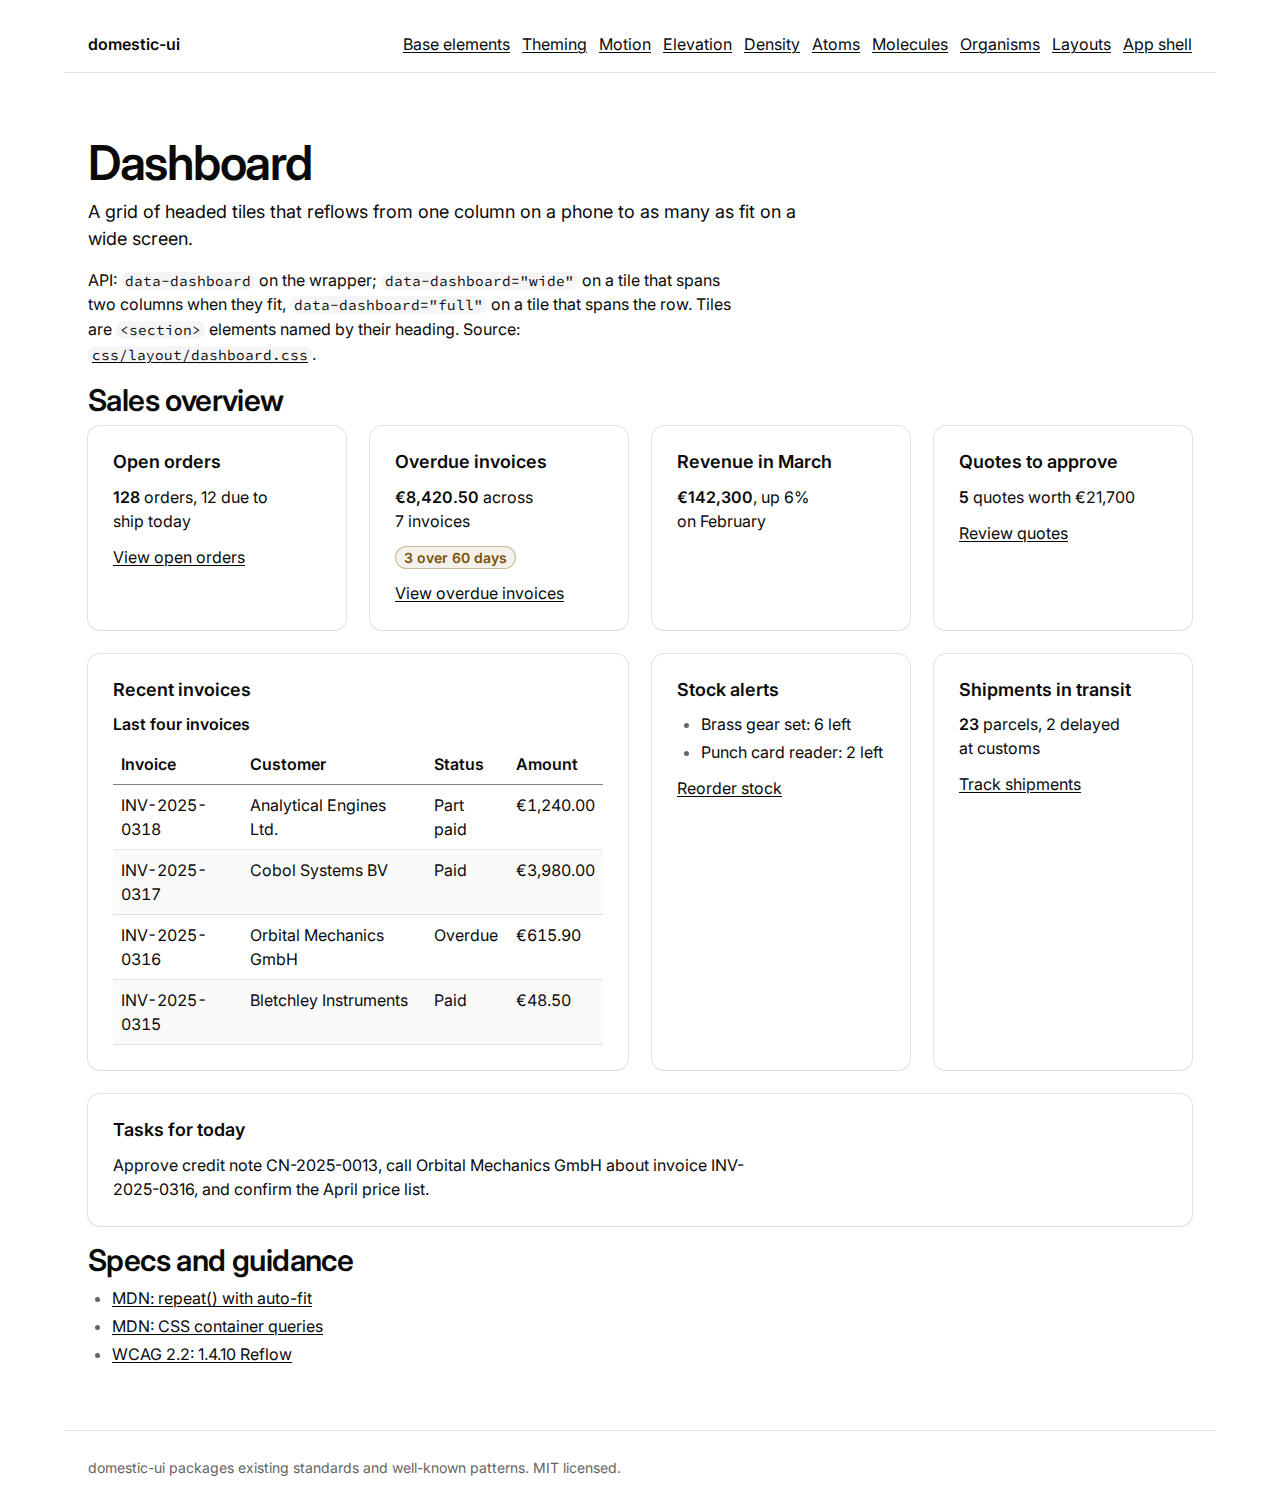 domestic-ui
Base elements Theming Motion Elevation Density Atoms Molecules Organisms Layouts App shell
Dashboard
A grid of headed tiles that reflows from one column on a phone to as many as fit on a
wide screen.
API: data-dashboard on the wrapper; data-dashboard="wide" on a tile that spans
two columns when they fit, data-dashboard="full" on a tile that spans the row. Tiles
are <section> elements named by their heading. Source:
css/layout/dashboard.css.
Sales overview
Open orders
128 orders, 12 due to
ship today
View open orders
Overdue invoices
€8,420.50 across
7 invoices
3 over 60 days
View overdue invoices
Revenue in March
€142,300, up 6%
on February
Quotes to approve
5 quotes worth €21,700
Review quotes
Recent invoices
Last four invoices
Invoice Customer Status Amount
INV-2025- Analytical Engines Part €1,240.00
0318 Ltd. paid
INV-2025- Cobol Systems BV Paid €3,980.00
0317
INV-2025- Orbital Mechanics Overdue €615.90
0316 GmbH
INV-2025- Bletchley Instruments Paid €48.50
0315
Stock alerts
• Brass gear set: 6 left
• Punch card reader: 2 left
Reorder stock
Shipments in transit
23 parcels, 2 delayed
at customs
Track shipments
Tasks for today
Approve credit note CN-2025-0013, call Orbital Mechanics GmbH about invoice INV-
2025-0316, and confirm the April price list.
Specs and guidance
• MDN: repeat() with auto-fit
• MDN: CSS container queries
• WCAG 2.2: 1.4.10 Reflow
domestic-ui packages existing standards and well-known patterns. MIT licensed.